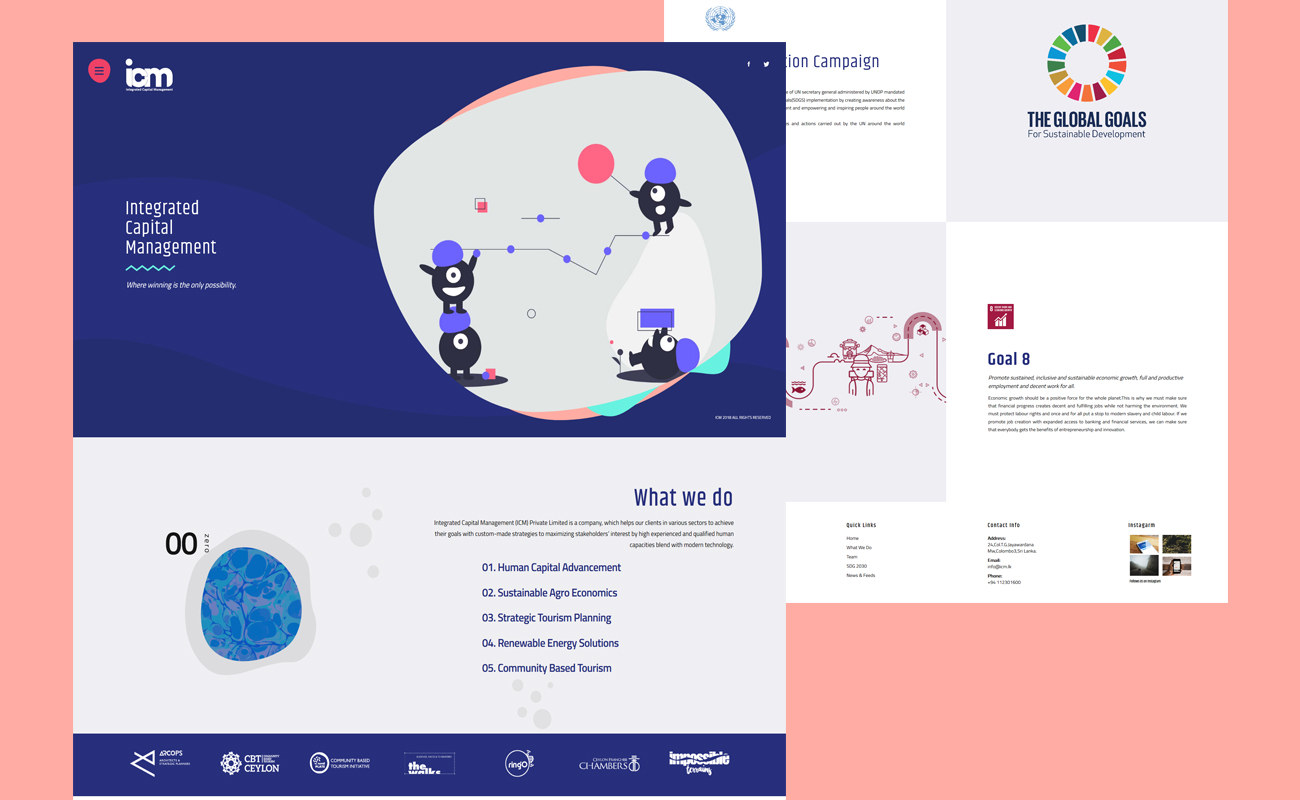 icm
Integrated Capital Management
Integrated
Capital
Management
Where winning is the only possibility.
ICM 2018 ALL RIGHTS RESERVED
What we do
Integrated Capital Management (ICM) Private Limited is a company, which helps our clients in various sectors to achieve
their goals with custom-made strategies to maximizing stakeholders' interest by high experienced and qualified human
capacities blend with modern technology.
00
zero
01. Human Capital Advancement
02. Sustainable Agro Economics
03. Strategic Tourism Planning
04. Renewable Energy Solutions
05. Community Based Tourism
ARCOPS
ARCHITECTS &
STRATEGIC PLANNERS
CBT
CEYLON
COMMUNITY BASED
TOURISM INITIATIVE
the
walks
ringO
CEYLON HANDICRAFT
CHAMBERS
impossible
terrains
tion Campaign
e of UN secretary general administered by UNDP mandated
als(SDGS) implementation by creating awareness about the
ent and empowering and inspiring people around the world
es and actions carried out by the UN around the world
THE GLOBAL GOALS
For Sustainable Development
8
Goal 8
Promote sustained, inclusive and sustainable economic growth, full and productive
employment and decent work for all.
Economic growth should be a positive force for the whole planet.This is why we must make sure
that financial progress creates decent and fulfilling jobs while not harming the environment. We
must protect labour rights and once and for all put a stop to modern slavery and child labour. If we
promote job creation with expanded access to banking and financial services, we can make sure
that everybody gets the benefits of entrepreneurship and innovation.
Quick Links
Home
What We Do
Team
SDG 2030
News & Feeds
Contact Info
Address:
24,Col.T.G.Jayawardana
Mw,Colombo3,Sri Lanka.
Email:
info@icm.lk
Phone:
+94 112301600
Instagarm
Follow Us on Instagram